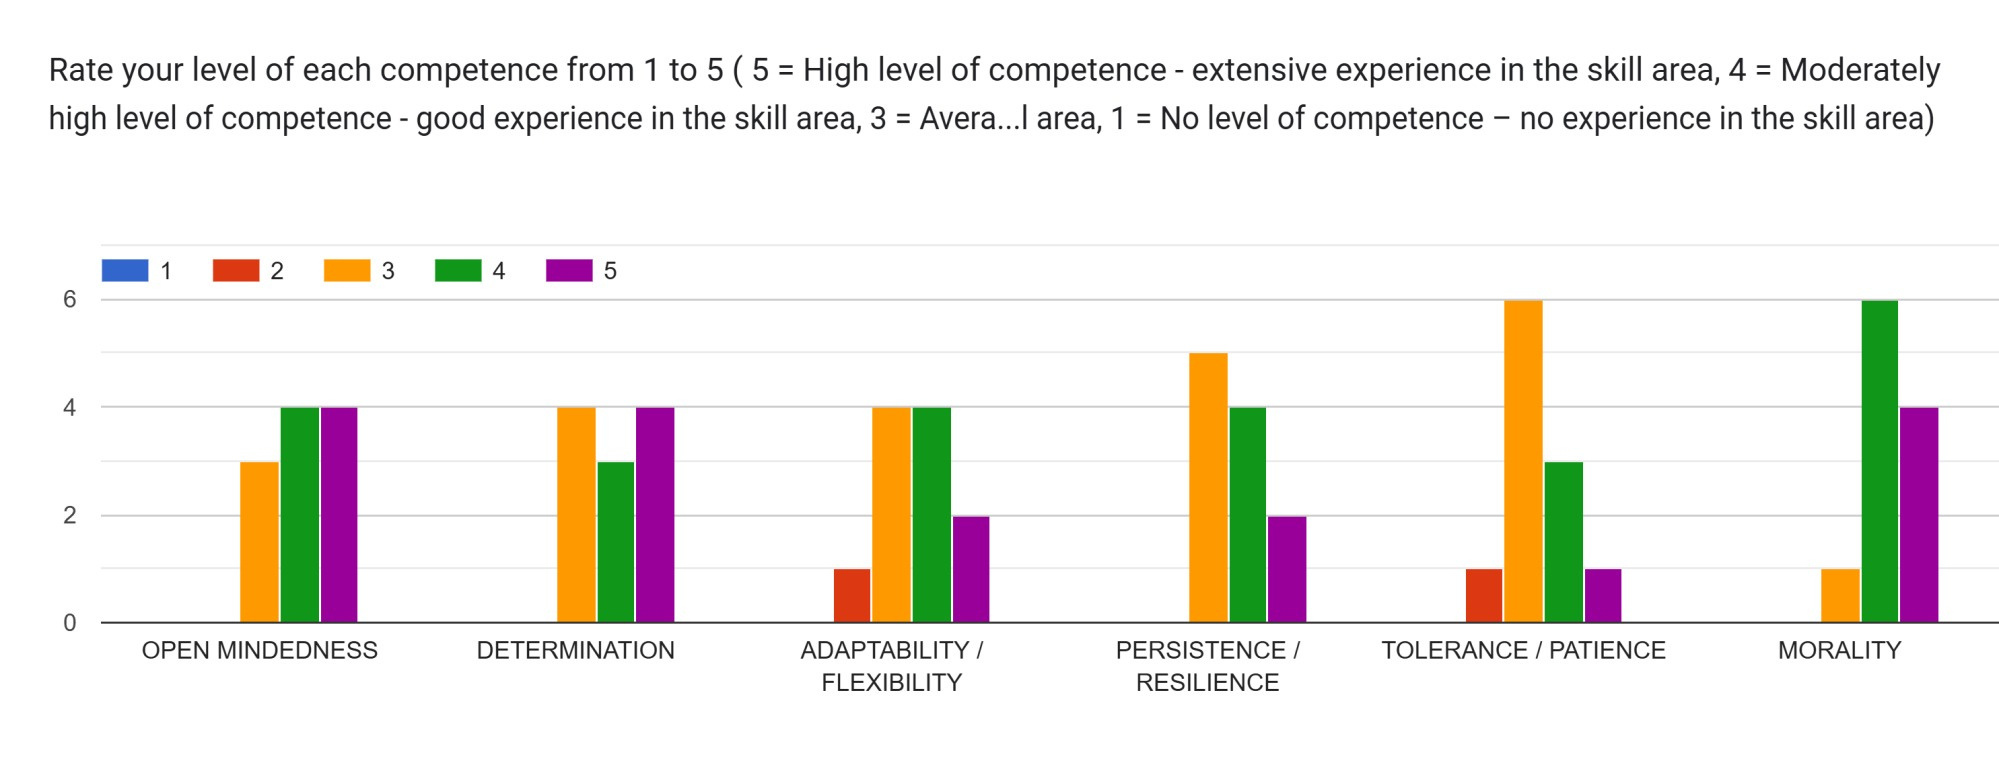 Rate your level of each competence from 1 to 5 ( 5 = High level of competence - extensive experience in the skill area, 4 = Moderately
high level of competence - good experience in the skill area, 3 = Avera...l area, 1 = No level of competence – no experience in the skill area)
1 2 3 4 5
6
4
2
0
OPEN MINDEDNESS
DETERMINATION
ADAPTABILITY /
FLEXIBILITY
PERSISTENCE /
RESILIENCE
TOLERANCE / PATIENCE
MORALITY